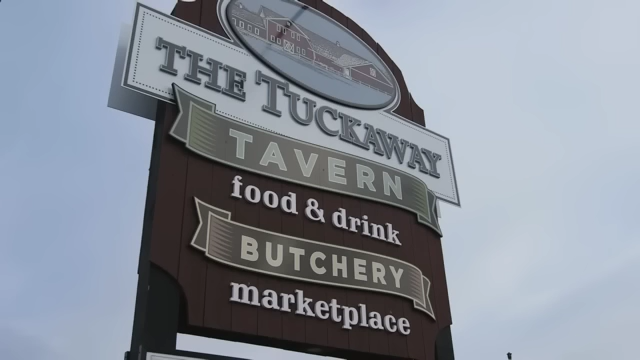 THE TUCKAWAY
TAVERN
food & drink
BUTCHERY
marketplace